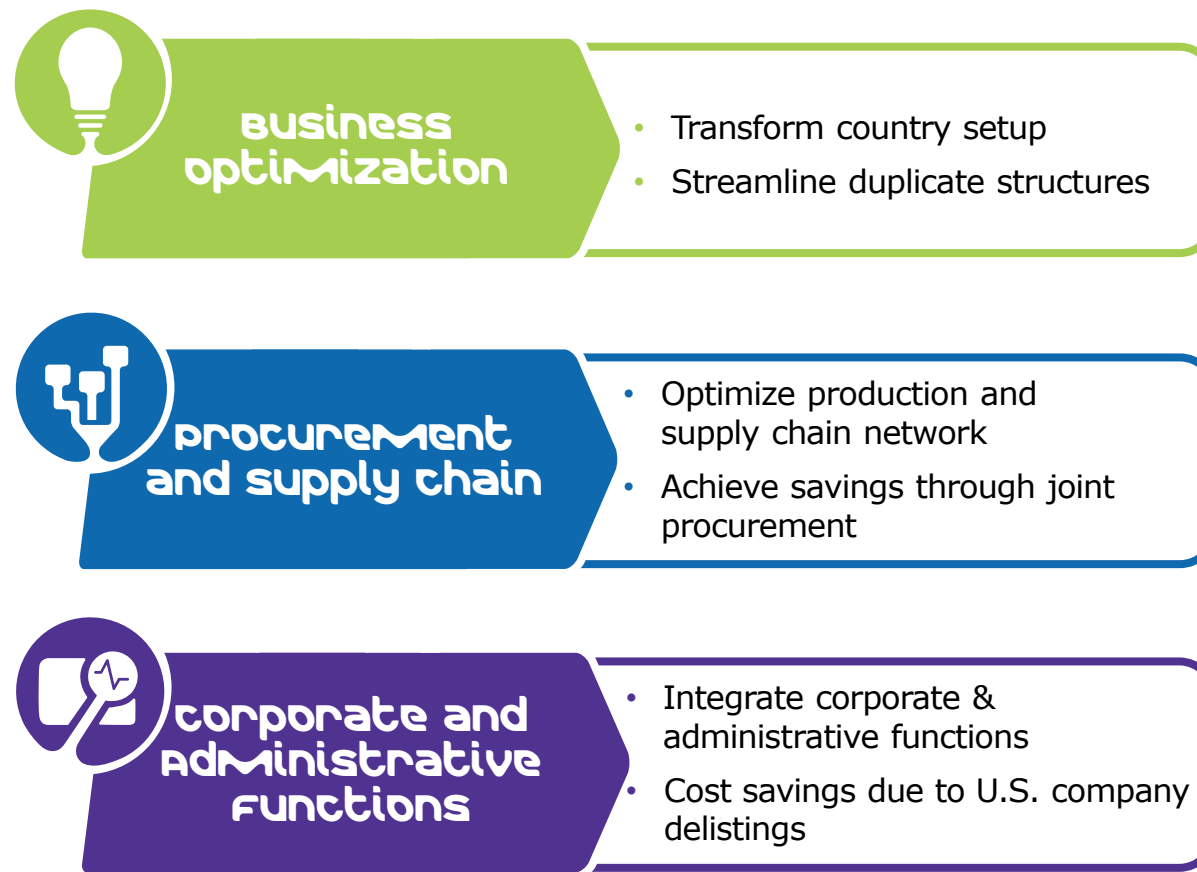 Business
optimization
• Transform country setup
• Streamline duplicate structures
Procurement
and supply chain
• Optimize production and
supply chain network
• Achieve savings through joint
procurement
Corporate and
Administrative
Functions
• Integrate corporate &
administrative functions
• Cost savings due to U.S. company
delistings